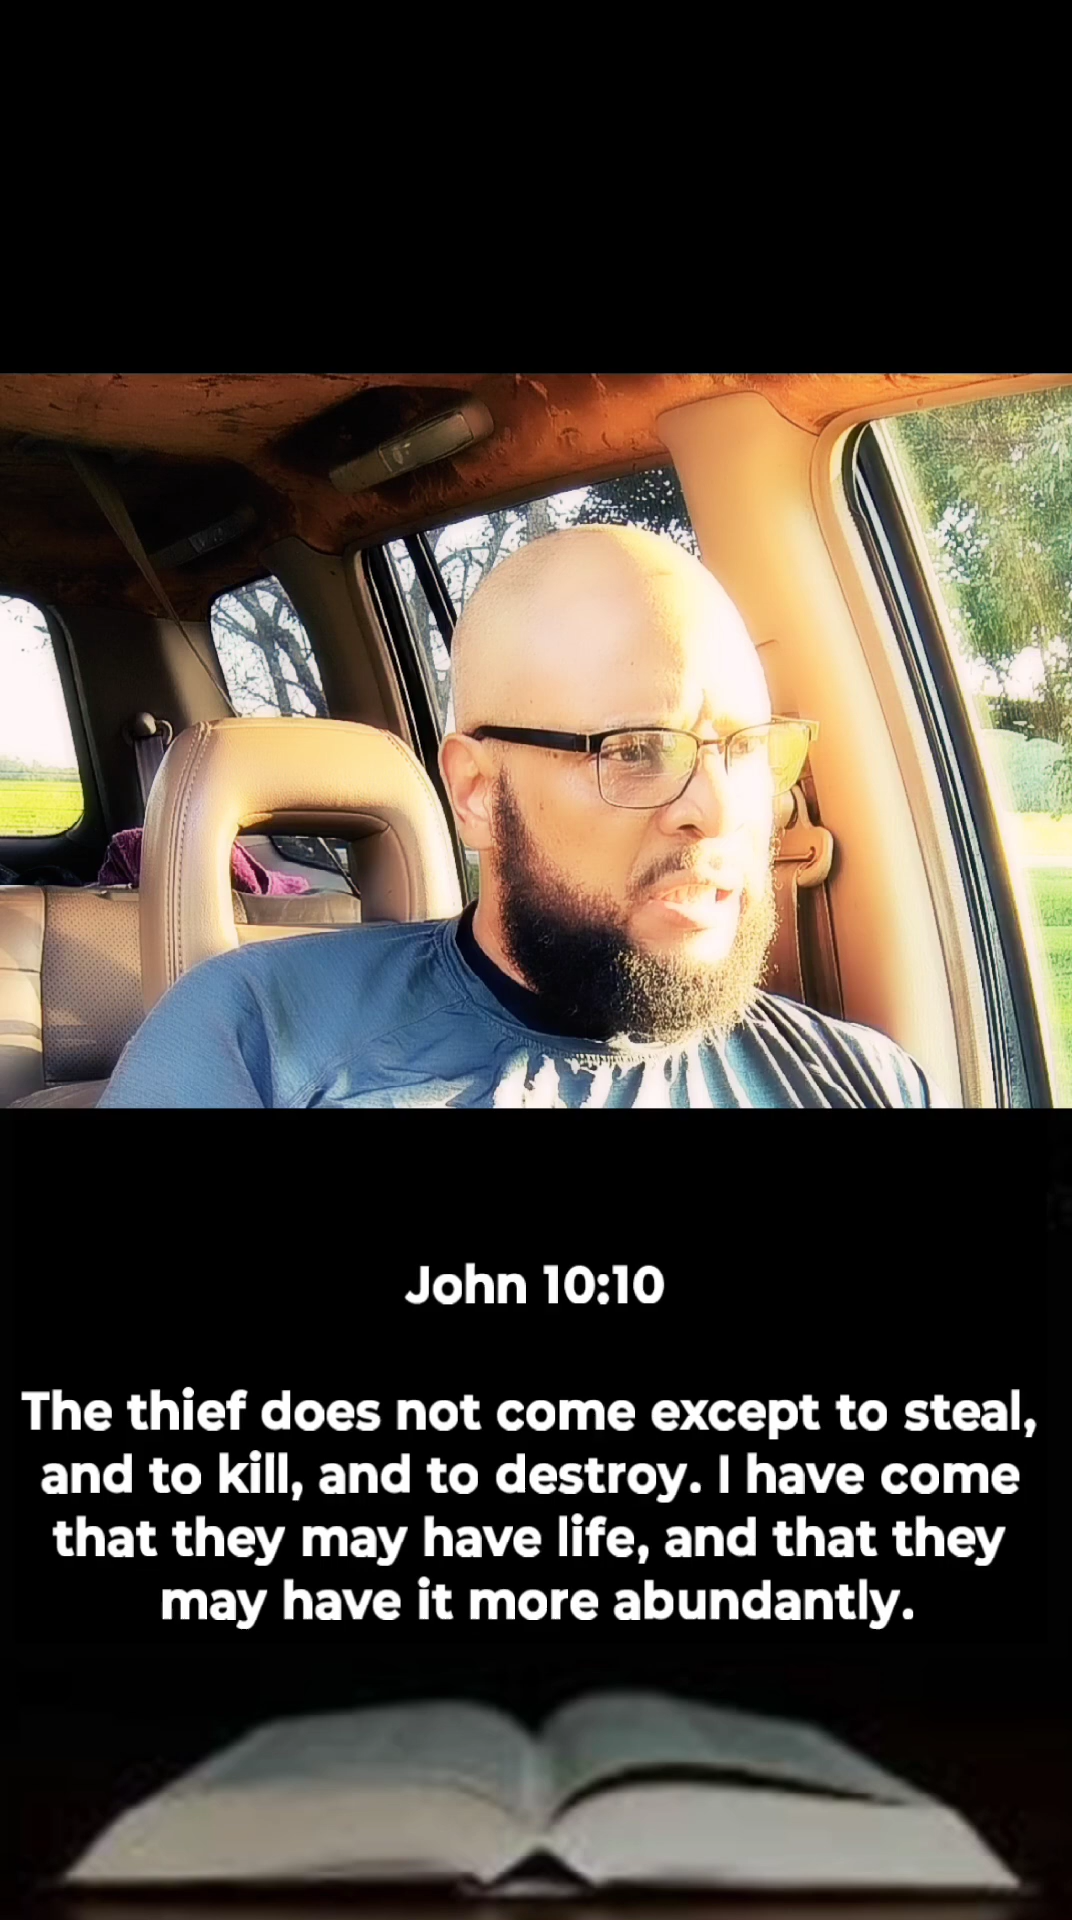 John 10:10
The thief does not come except to steal,
and to kill, and to destroy. I have come
that they may have life, and that they
may have it more abundantly.